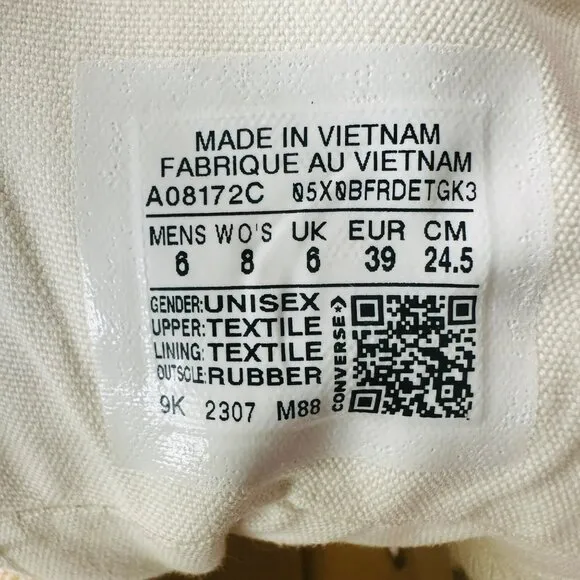 MADE IN VIETNAM
FABRIQUE AU VIETNAM
A08172C 05X0BFRDETGK3
MENS WO'S UK EUR CM
6 8 6 39 24.5
GENDER:UNISEX
UPPER:TEXTILE
LINING:TEXTILE
OUTSOLE:RUBBER
CONVERSE
9K 2307 M88